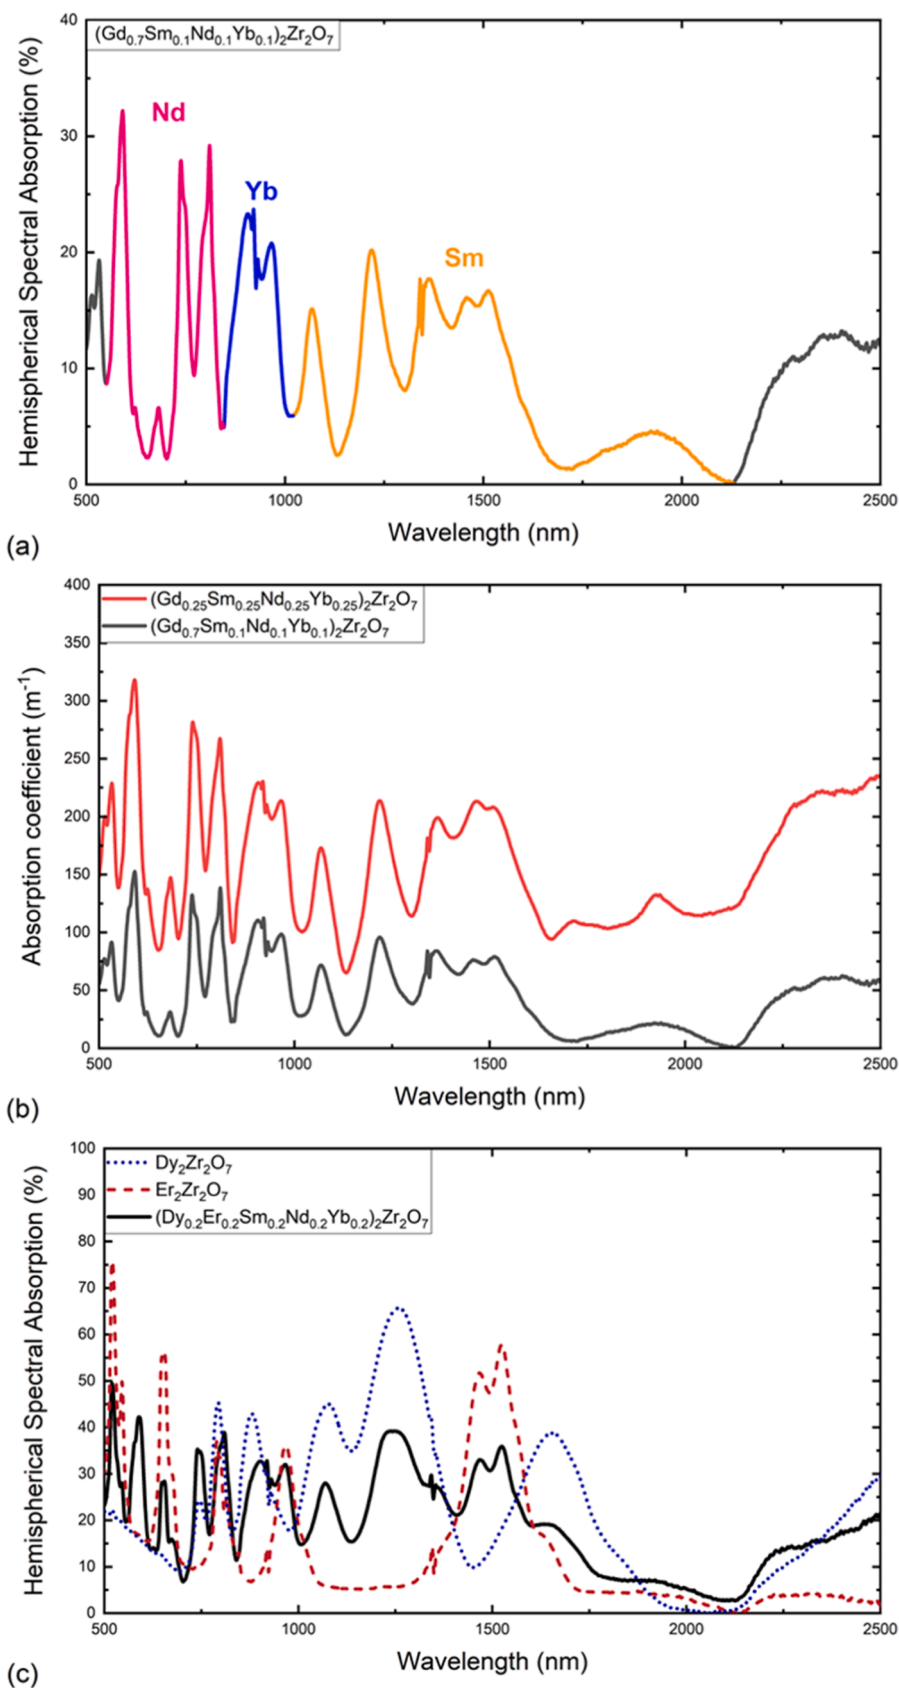 (Gd0.7Sm0.1Nd0.1Yb0.1)2Zr2O7
Nd
Yb
Sm
Hemispherical Spectral Absorption (%)
40
30
20
10
0
500 1000 1500 2000 2500
Wavelength (nm)
(a)
(Gd0.25Sm0.25Nd0.25Yb0.25)2Zr2O7
(Gd0.7Sm0.1Nd0.1Yb0.1)2Zr2O7
Absorption coefficient (m-1)
400
350
300
250
200
150
100
50
0
500 1000 1500 2000 2500
Wavelength (nm)
(b)
Dy2Zr2O7
Er2Zr2O7
(Dy0.2Er0.2Sm0.2Nd0.2Yb0.2)2Zr2O7
Hemispherical Spectral Absorption (%)
100
90
80
70
60
50
40
30
20
10
0
500 1000 1500 2000 2500
Wavelength (nm)
(c)